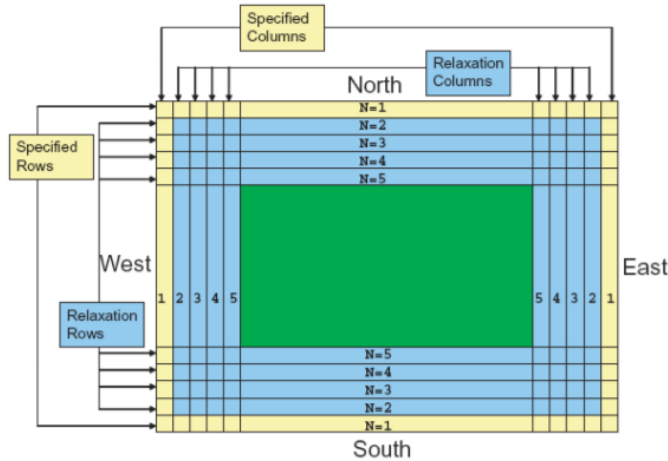 Specified
Columns
Relaxation
Columns
North
N=1
N=2
N=3
N=4
N=5
Specified
Rows
West
East
1 2 3 4 5
5 4 3 2 1
Relaxation
Rows
N=5
N=4
N=3
N=2
N=1
South